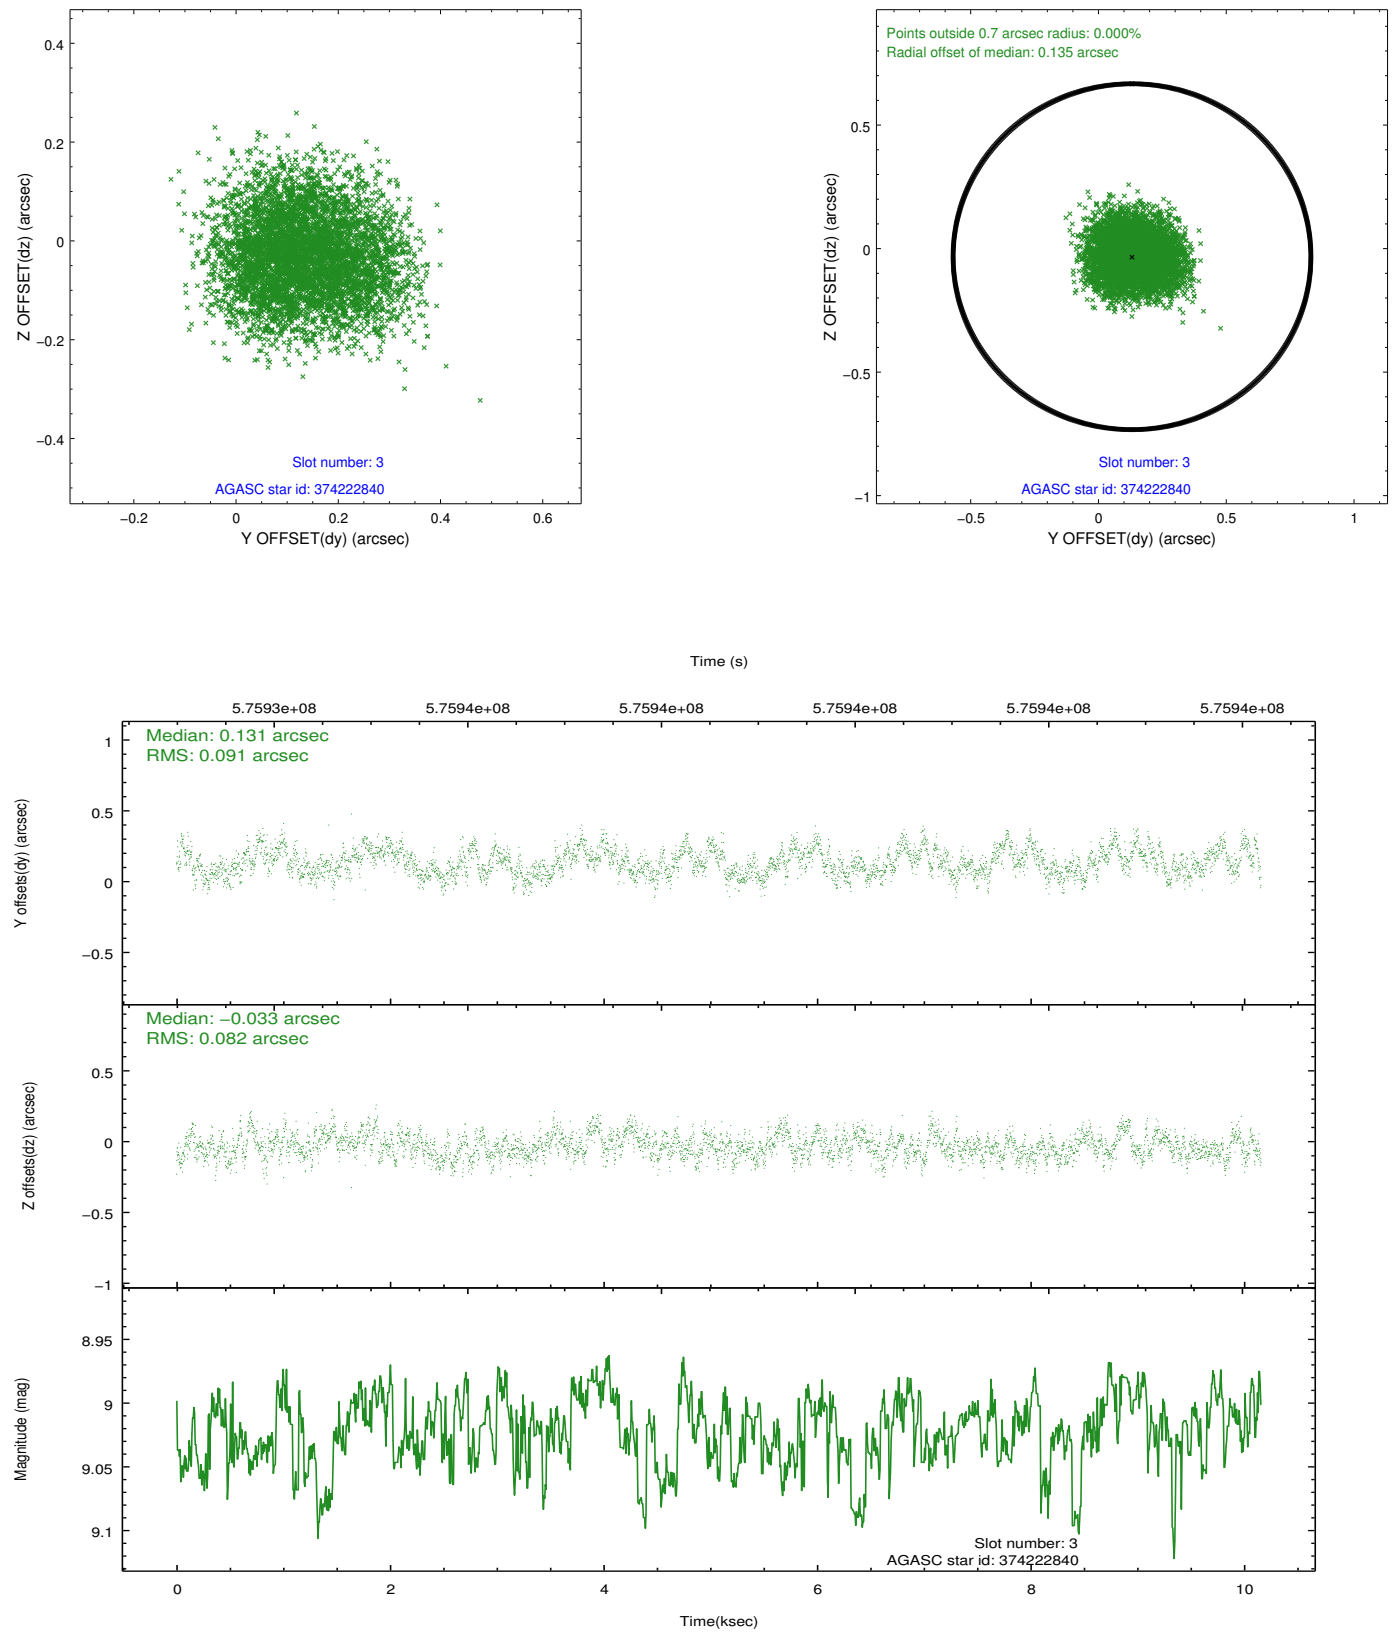 0.4
0.2
0
−0.2
−0.4
Z OFFSET(dz) (arcsec)
Slot number: 3
AGASC star id: 374222840
−0.2 0 0.2 0.4 0.6
Y OFFSET(dy) (arcsec)
Points outside 0.7 arcsec radius: 0.000%
Radial offset of median: 0.135 arcsec
0.5
0
−0.5
−1
Z OFFSET(dz) (arcsec)
Slot number: 3
AGASC star id: 374222840
−0.5 0 0.5 1
Y OFFSET(dy) (arcsec)
Time (s)
5.7593e+08 5.7594e+08 5.7594e+08 5.7594e+08 5.7594e+08 5.7594e+08
Median: 0.131 arcsec
RMS: 0.091 arcsec
1
0.5
0
−0.5
Y offsets(dy) (arcsec)
Median: −0.033 arcsec
RMS: 0.082 arcsec
0.5
0
−0.5
−1
Z offsets(dz) (arcsec)
8.95
9
9.05
9.1
Magnitude (mag)
Slot number: 3
AGASC star id: 374222840
0 2 4 6 8 10
Time(ksec)